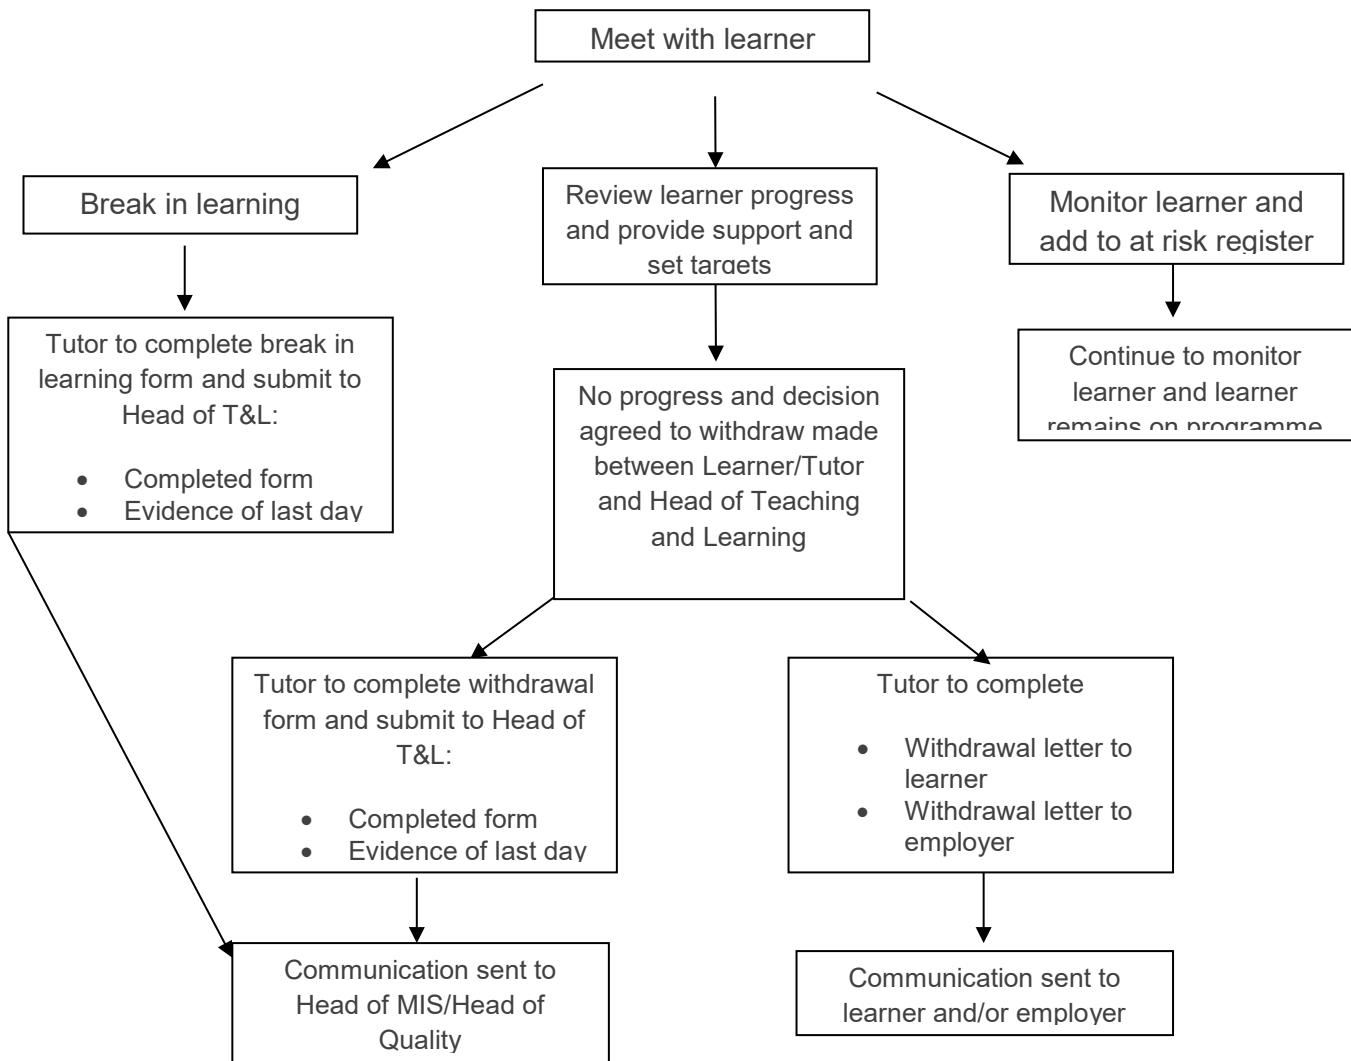 Meet with learner
Break in learning
Review learner progress
and provide support and
set targets
Monitor learner and
add to at risk register
Tutor to complete break in
learning form and submit to
Head of T&L:
• Completed form
• Evidence of last day
No progress and decision
agreed to withdraw made
between Learner/Tutor
and Head of Teaching
and Learning
Continue to monitor
learner and learner
remains on programme
Tutor to complete withdrawal
form and submit to Head of
T&L:
• Completed form
• Evidence of last day
Tutor to complete
• Withdrawal letter to
learner
• Withdrawal letter to
employer
Communication sent to
Head of MIS/Head of
Quality
Communication sent to
learner and/or employer